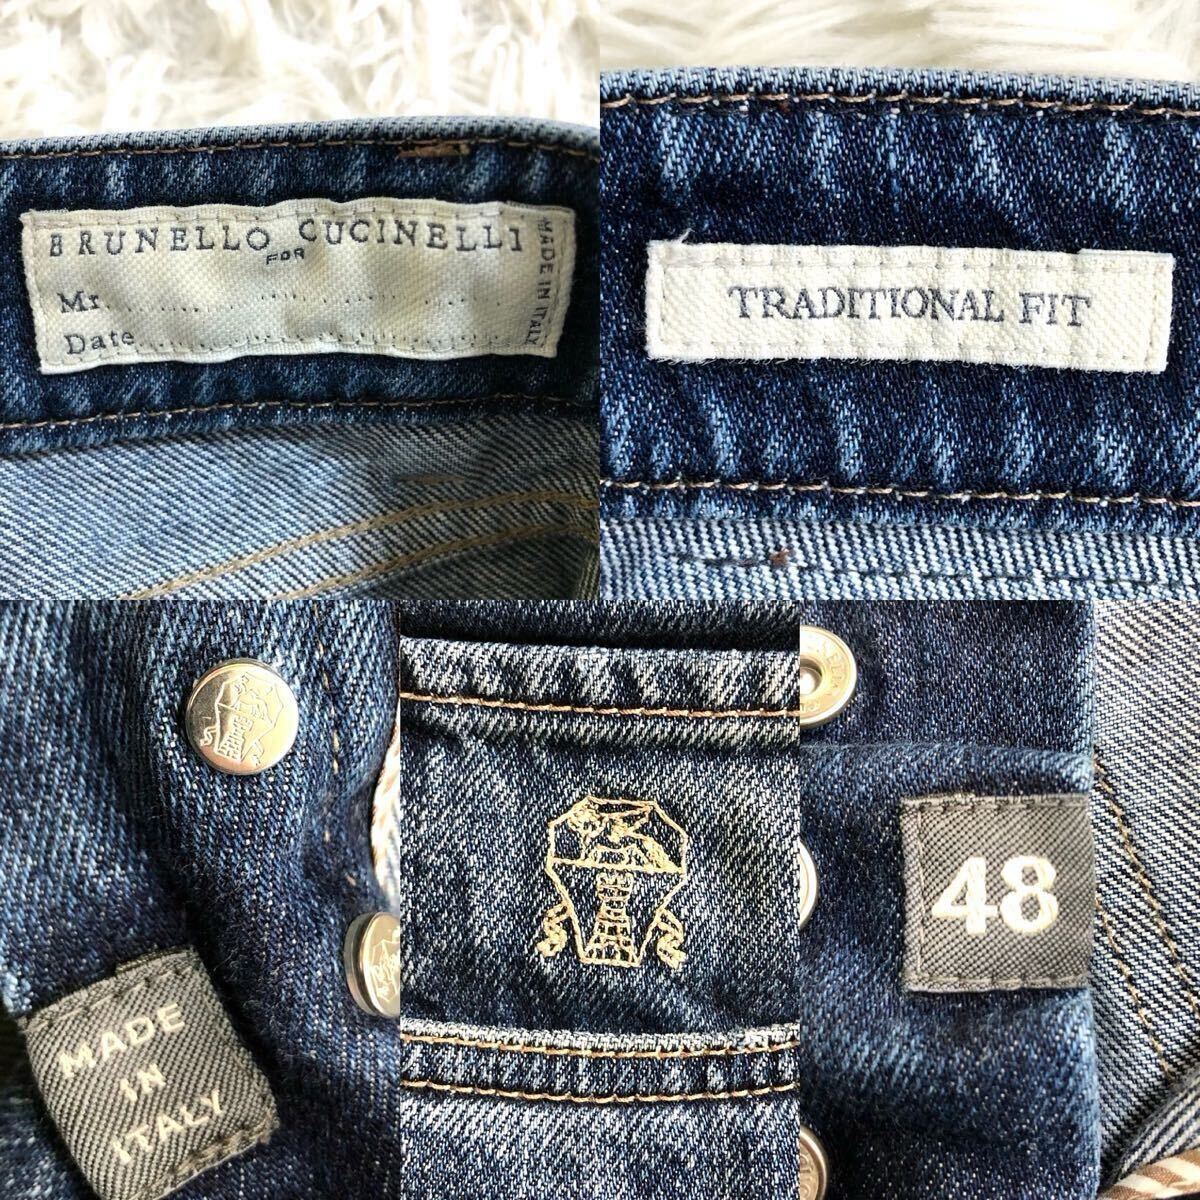 BRUNELLO CUCINELLI
FOR
Mr
Date
MADE IN ITALY
TRADITIONAL FIT
MADE
IN
ITALY
48